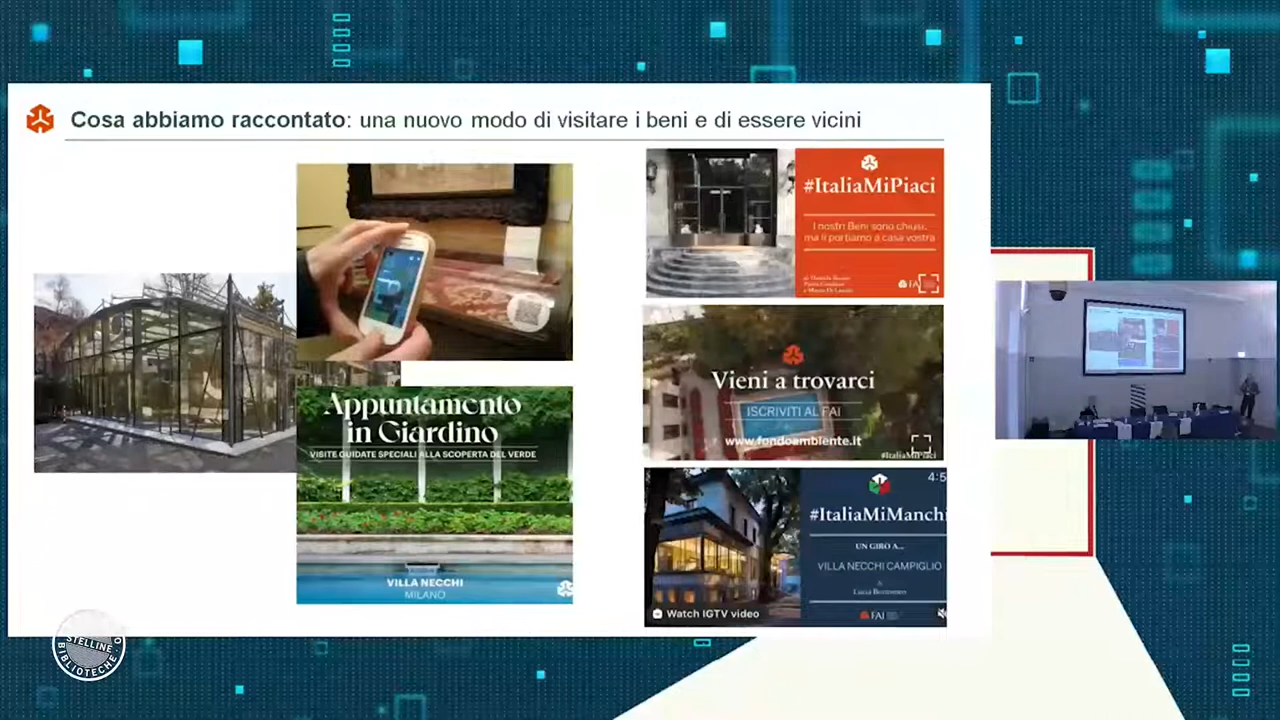 Cosa abbiamo raccontato: una nuovo modo di visitare i beni e di essere vicini
Appuntamento
in Giardino
VISITE GUIDATE SPECIALI ALLA SCOPERTA DEL VERDE
VILLA NECCHI
MILANO
#ItaliaMiPiaci
I nostri Beni sono chiusi,
ma li portiamo a casa vostra
Vieni a trovarci
ISCRIVITI AL FAI
www.fondoambiente.it
#ItaliaMiPiaci
4:5
#ItaliaMiManchi
UN GIRO A...
VILLA NECCHI CAMPIGLIO
Watch IGTV video
FAI
STELLINE
BIBLIOTECHE